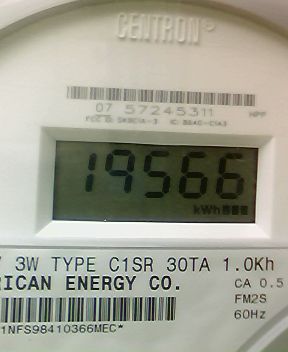 CENTRON®
07 57245311 HPP
19566
kWh
V 3W TYPE C1SR 30TA 1.0Kh
RICAN ENERGY CO. CA 0.5
FM2S
60Hz
1NFS98410366MEC*